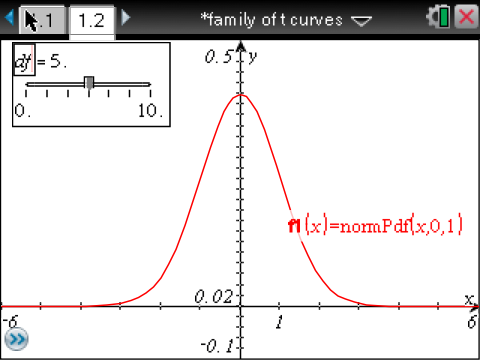 1.1 1.2 *family of t curves
df = 5.
0. 10.
0.5 y
f1(x)=normPdf(x,0,1)
0.02 x
-6 1 6
-0.1